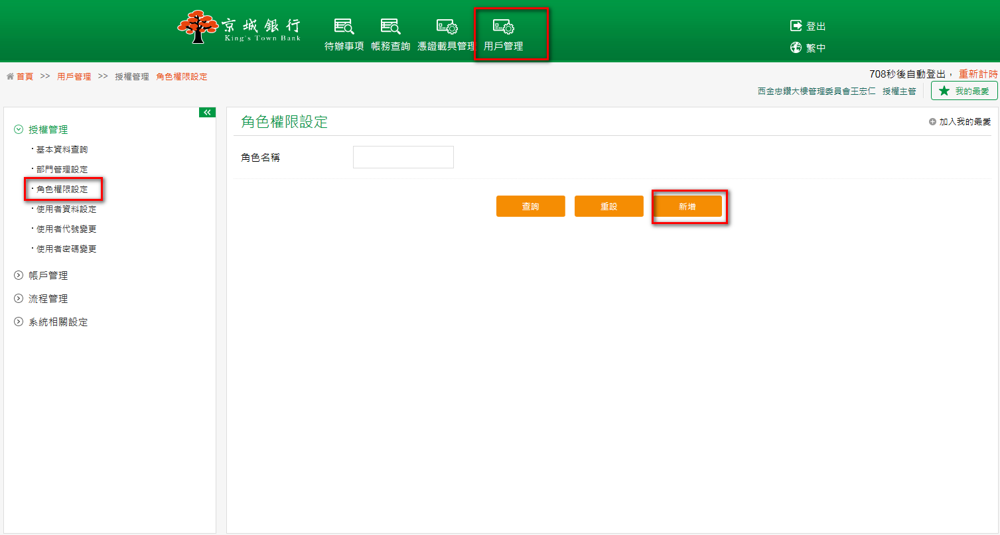 京城銀行
King's Town Bank
待辦事項 帳務查詢 憑證載具管理 用戶管理
登出
繁中
首頁 >> 用戶管理 >> 授權管理 角色權限設定
708秒後自動登出， 重新計時
西金忠鑽大樓管理委員會王宏仁 授權主管
我的最愛
授權管理
基本資料查詢
部門管理設定
角色權限設定
使用者資料設定
使用者代號變更
使用者密碼變更
帳戶管理
流程管理
系統相關設定
角色權限設定
加入我的最愛
角色名稱
查詢 重設 新增